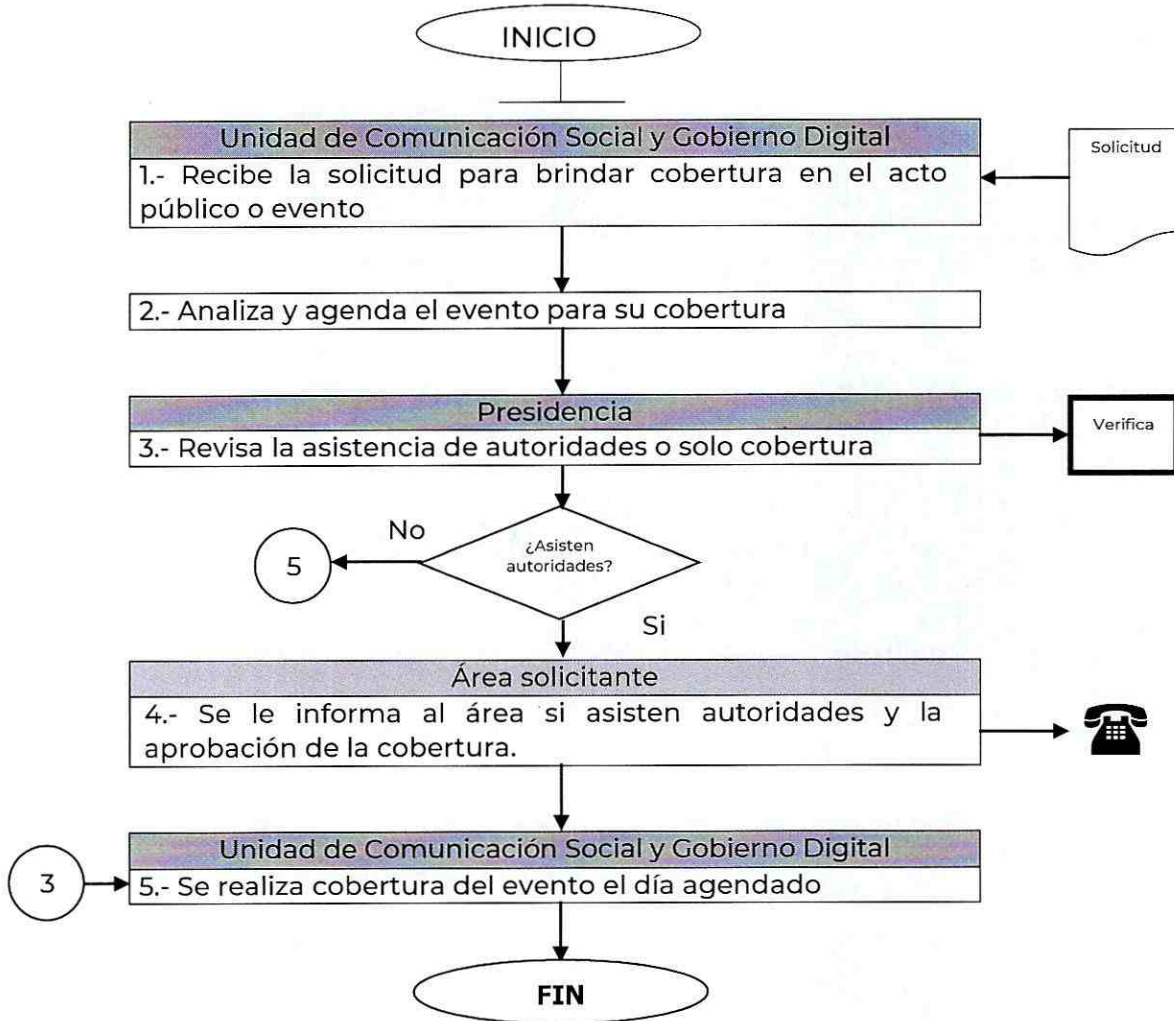 INICIO
Unidad de Comunicación Social y Gobierno Digital
1.- Recibe la solicitud para brindar cobertura en el acto
público o evento
Solicitud
2.- Analiza y agenda el evento para su cobertura
Presidencia
3.- Revisa la asistencia de autoridades o solo cobertura
Verifica
¿Asisten
autoridades?
No
5
Si
Área solicitante
4.- Se le informa al área si asisten autoridades y la
aprobación de la cobertura.
Unidad de Comunicación Social y Gobierno Digital
3
5.- Se realiza cobertura del evento el día agendado
FIN